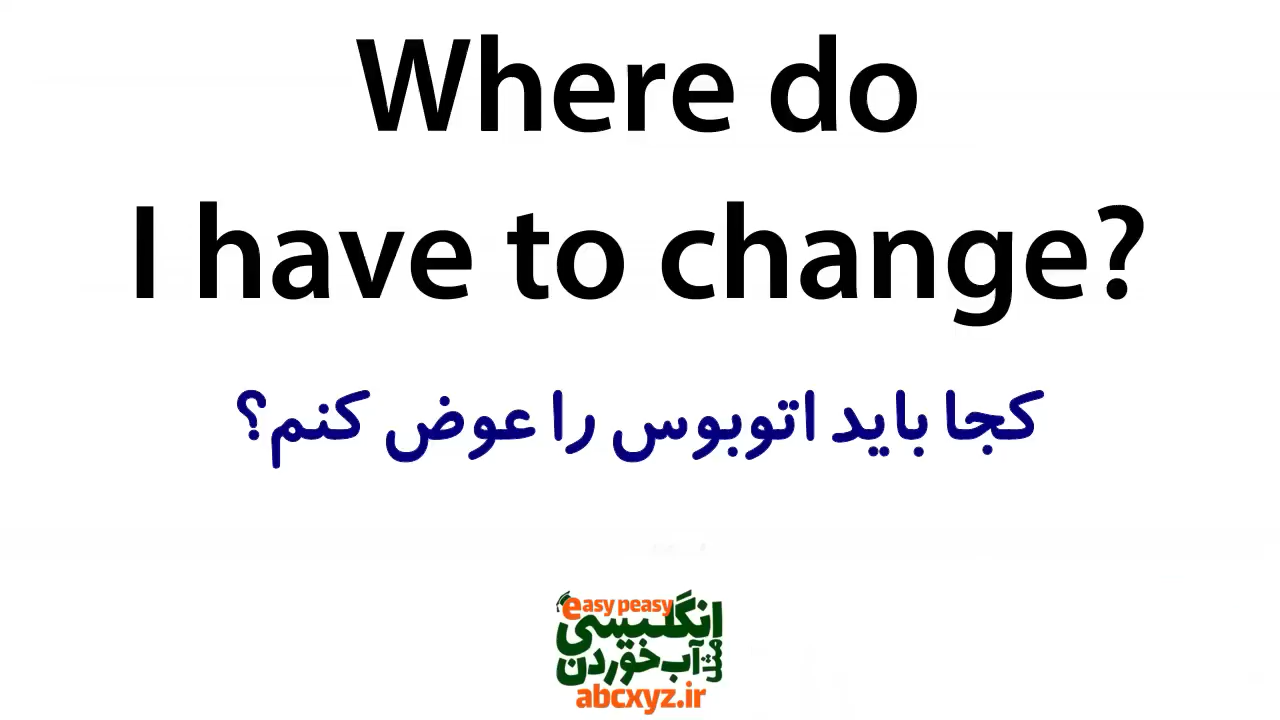 Where do
I have to change?
کجا باید اتوبوس را عوض کنم؟
easy peasy
انگلیسی
مثل آب خوردن
abcxyz.ir